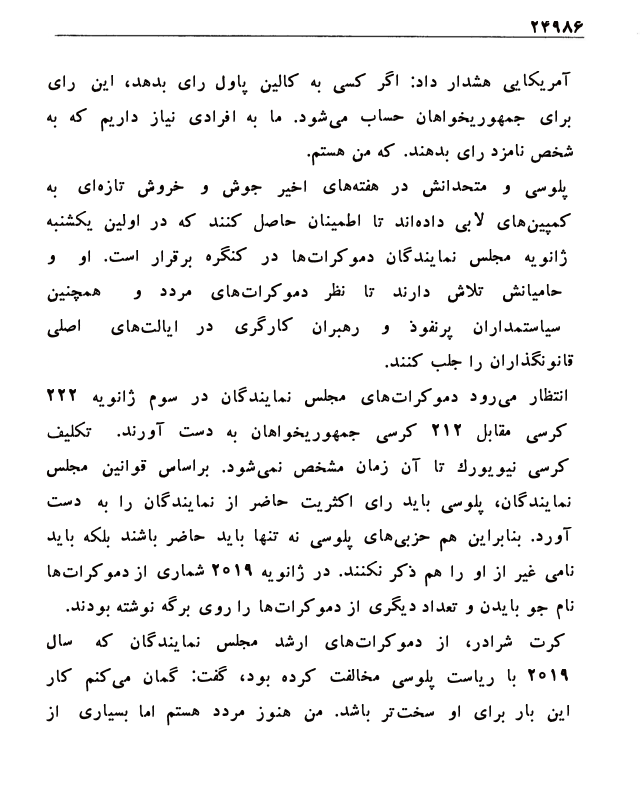 ۲۴۹۸۶
آمریکایی هشدار داد: اگر کسی به کالین پاول رای بدهد، این رای
برای جمهوریخواهان حساب می‌شود. ما به افرادی نیاز داریم که به
شخص نامزد رای بدهند. که من هستم.
پلوسی و متحدانش در هفته‌های اخیر جوش و خروش تازه‌ای به
کمپین‌های لابی داده‌اند تا اطمینان حاصل کنند که در اولین یکشنبه
ژانویه مجلس نمایندگان دموکرات‌ها در کنگره برقرار است. او و
حامیانش تلاش دارند تا نظر دموکرات‌های مردد و همچنین
سیاستمداران پرنفوذ و رهبران کارگری در ایالت‌های اصلی
قانونگذاران را جلب کنند.
انتظار می‌رود دموکرات‌های مجلس نمایندگان در سوم ژانویه ۲۲۲
کرسی مقابل ۲۱۲ کرسی جمهوریخواهان به دست آورند. تکلیف
کرسی نیویورك تا آن زمان مشخص نمی‌شود. براساس قوانین مجلس
نمایندگان، پلوسی باید رای اکثریت حاضر از نمایندگان را به دست
آورد. بنابراین هم حزبی‌های پلوسی نه تنها باید حاضر باشند بلکه باید
نامی غیر از او را هم ذکر نکنند. در ژانویه ۲۰۱۹ شماری از دموکرات‌ها
نام جو بایدن و تعداد دیگری از دموکرات‌ها را روی برگه نوشته بودند.
کرت شرادر، از دموکرات‌های ارشد مجلس نمایندگان که سال
۲۰۱۹ با ریاست پلوسی مخالفت کرده بود، گفت: گمان می‌کنم کار
این بار برای او سخت‌تر باشد. من هنوز مردد هستم اما بسیاری از